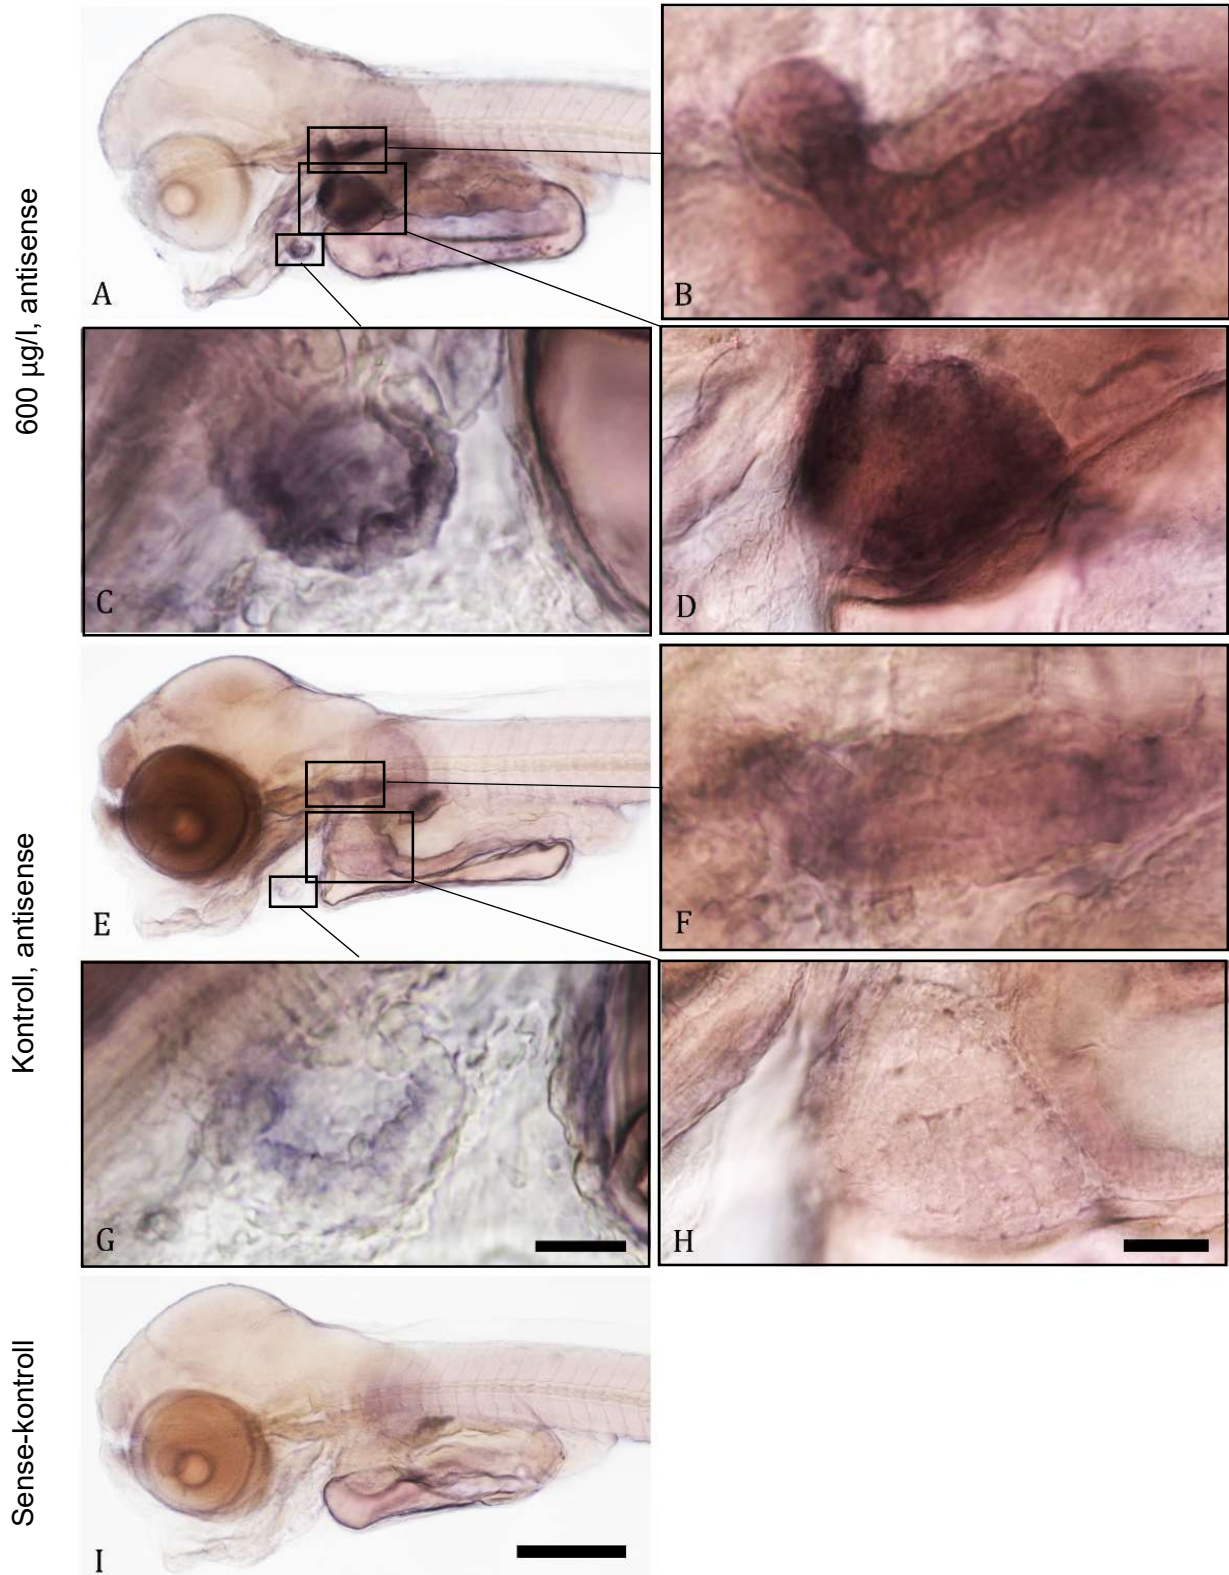 600 µg/l, antisense
A
B
C
D
Kontroll, antisense
E
F
G
H
Sense-kontroll
I